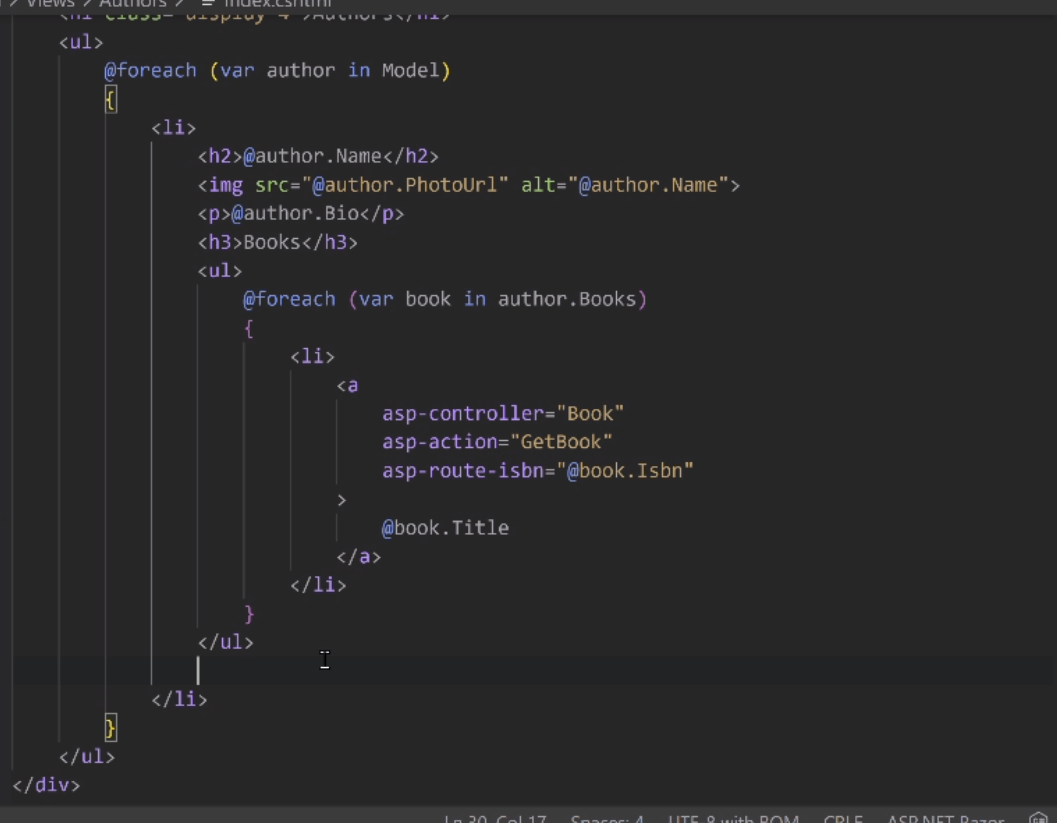 Views > Authors > Index.cshtml
<h1 class="display-4">Authors</h1>
<ul>
@foreach (var author in Model)
{
<li>
<h2>@author.Name</h2>
<img src="@author.PhotoUrl" alt="@author.Name">
<p>@author.Bio</p>
<h3>Books</h3>
<ul>
@foreach (var book in author.Books)
{
<li>
<a
asp-controller="Book"
asp-action="GetBook"
asp-route-isbn="@book.Isbn"
>
@book.Title
</a>
</li>
}
</ul>
</li>
}
</ul>
</div>
Ln 30, Col 17 Spaces: 4 UTF-8 with BOM CRLF ASP.NET Razor